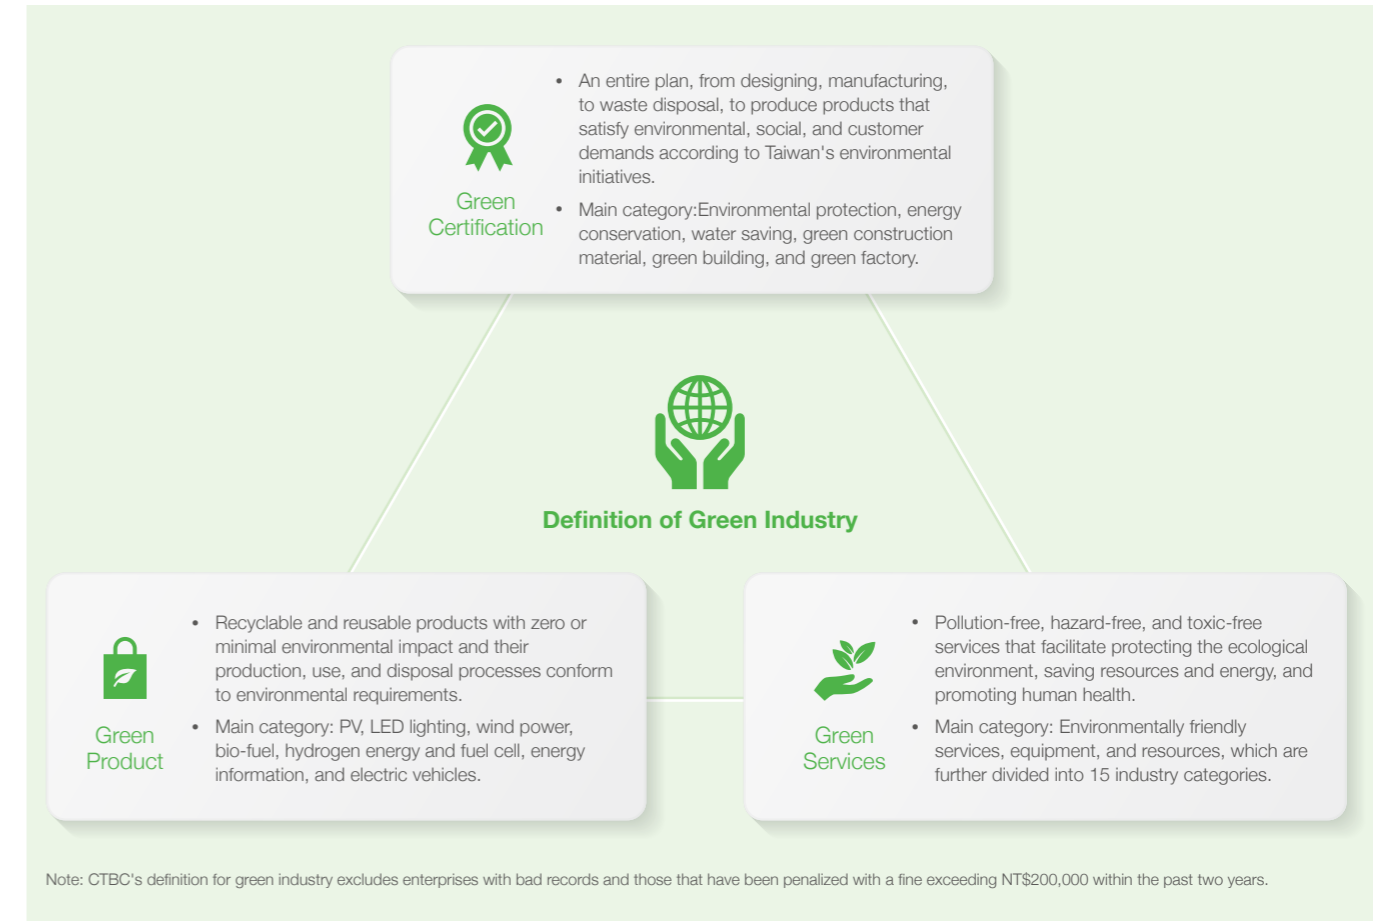 • An entire plan, from designing, manufacturing,
to waste disposal, to produce products that
satisfy environmental, social, and customer
demands according to Taiwan's environmental
initiatives.
Green
Certification
• Main category:Environmental protection, energy
conservation, water saving, green construction
material, green building, and green factory.
Definition of Green Industry
• Recyclable and reusable products with zero or
minimal environmental impact and their
production, use, and disposal processes conform
to environmental requirements.
Green
Product
• Main category: PV, LED lighting, wind power,
bio-fuel, hydrogen energy and fuel cell, energy
information, and electric vehicles.
• Pollution-free, hazard-free, and toxic-free
services that facilitate protecting the ecological
environment, saving resources and energy, and
promoting human health.
Green
Services
• Main category: Environmentally friendly
services, equipment, and resources, which are
further divided into 15 industry categories.
Note: CTBC's definition for green industry excludes enterprises with bad records and those that have been penalized with a fine exceeding NT$200,000 within the past two years.